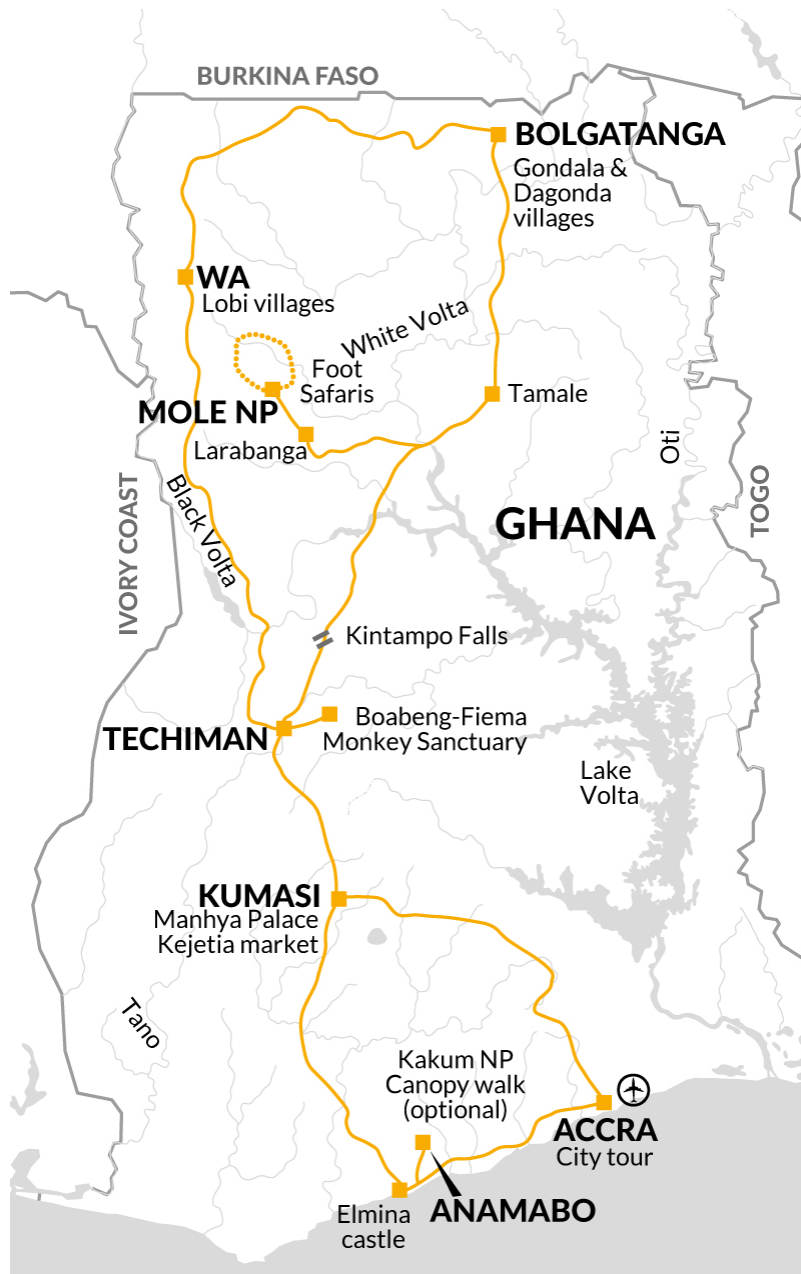 BURKINA FASO
BOLGATANGA
Gondala &
Dagonda
villages
WA
Lobi villages
White Volta
Foot
Safaris
MOLE NP
Tamale
Larabanga
Oti
Black Volta
IVORY COAST
TOGO
GHANA
Kintampo Falls
TECHIMAN
Boabeng-Fiema
Monkey Sanctuary
Lake
Volta
KUMASI
Manhya Palace
Kejetia market
Tano
Kakum NP
Canopy walk
(optional)
ACCRA
City tour
ANAMABO
Elmina
castle